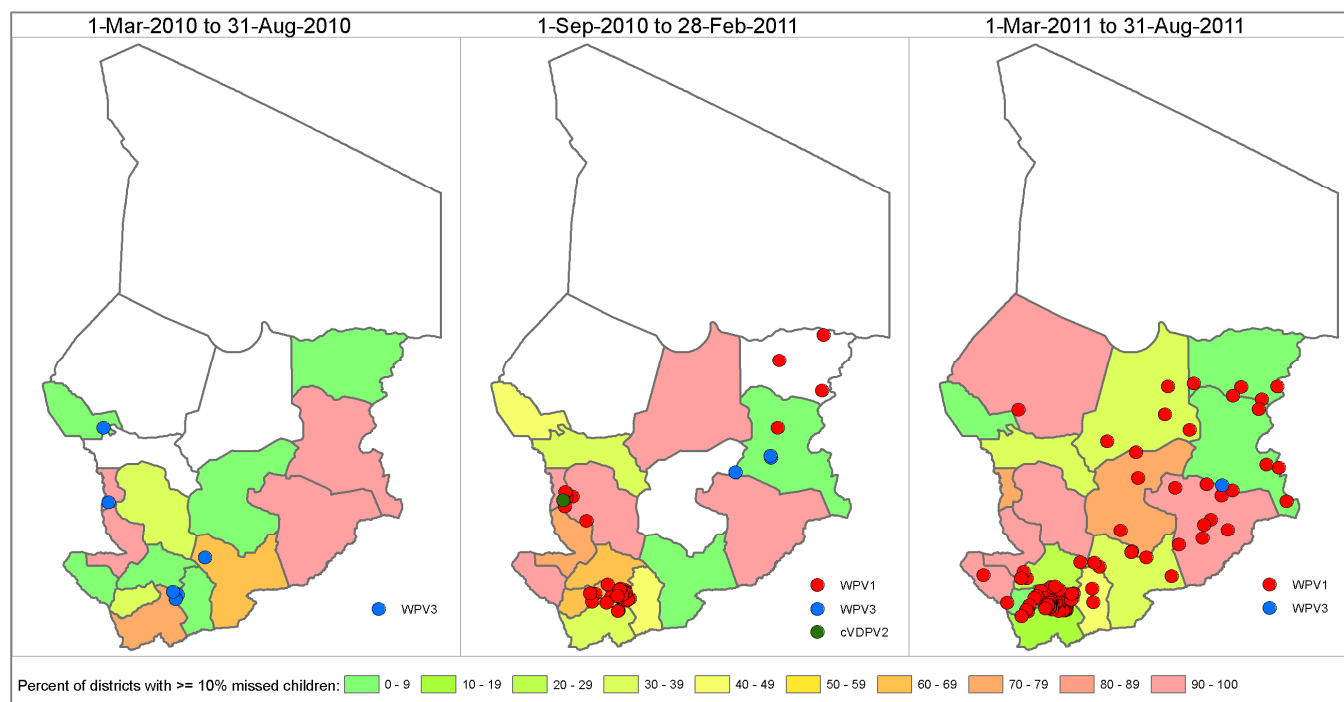 1-Mar-2010 to 31-Aug-2010
1-Sep-2010 to 28-Feb-2011
1-Mar-2011 to 31-Aug-2011
WPV3
WPV1
WPV3
cVDPV2
WPV1
WPV3
Percent of districts with >= 10% missed children: 0 - 9 10 - 19 20 - 29 30 - 39 40 - 49 50 - 59 60 - 69 70 - 79 80 - 89 90 - 100